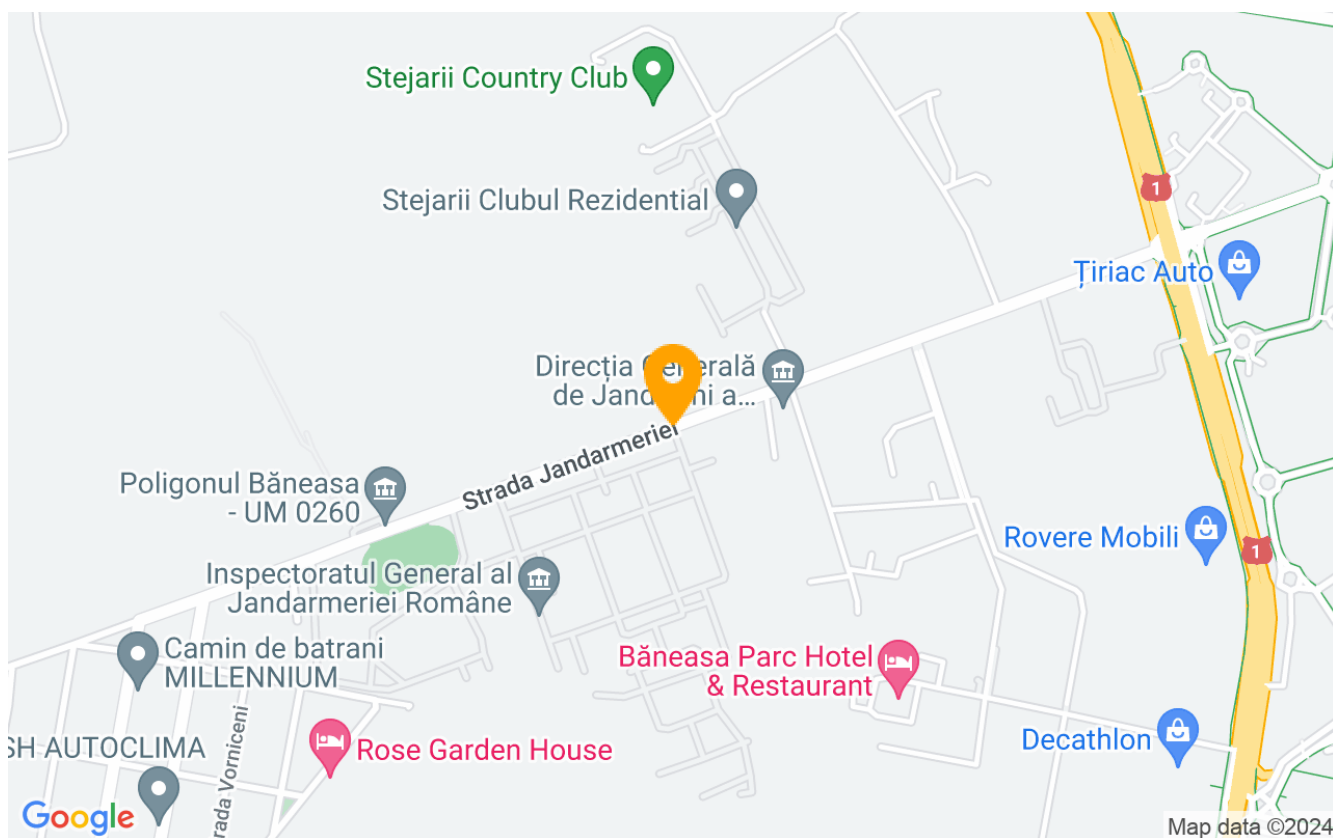 Stejarii Country Club
Stejarii Clubul Rezidential
1
Țiriac Auto
Direcția Generală
de Jandarmi a...
Strada Jandarmeriei
Poligonul Băneasa
- UM 0260
Rovere Mobili
1
Inspectoratul General al
Jandarmeriei Române
Camin de batrani
MILLENNIUM
Băneasa Parc Hotel
& Restaurant
Decathlon
SH AUTOCLIMA
Strada Vorniceni
Rose Garden House
Google
Map data ©2024